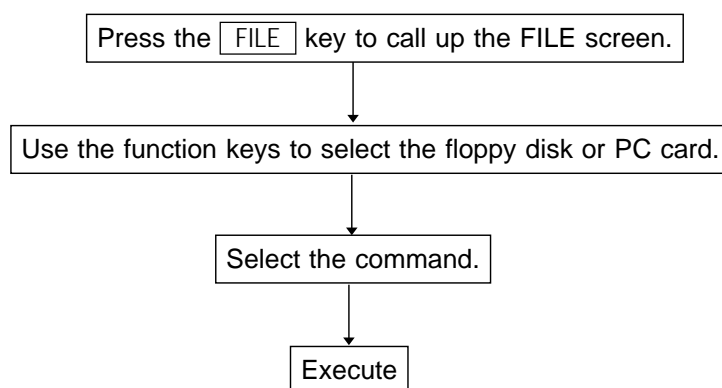 Press the FILE key to call up the FILE screen.
Use the function keys to select the floppy disk or PC card.
Select the command.
Execute